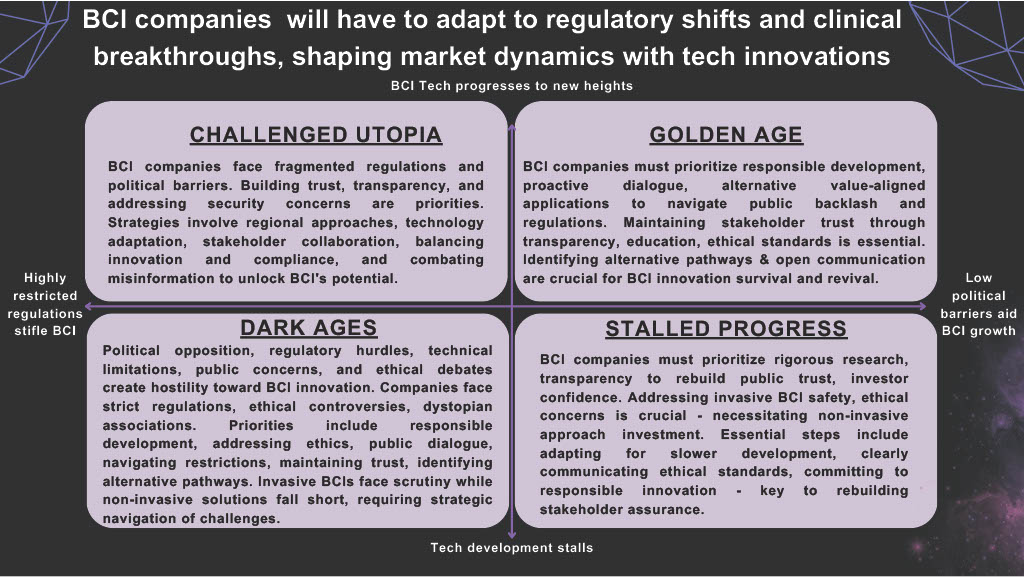 BCI companies will have to adapt to regulatory shifts and clinical
breakthroughs, shaping market dynamics with tech innovations
BCI Tech progresses to new heights
CHALLENGED UTOPIA
BCI companies face fragmented regulations and
political barriers. Building trust, transparency, and
addressing security concerns are priorities.
Strategies involve regional approaches, technology
adaptation, stakeholder collaboration, balancing
innovation and compliance, and combating
misinformation to unlock BCI's potential.
GOLDEN AGE
BCI companies must prioritize responsible development,
proactive dialogue, alternative value-aligned
applications to navigate public backlash and
regulations. Maintaining stakeholder trust through
transparency, education, ethical standards is essential.
Identifying alternative pathways & open communication
are crucial for BCI innovation survival and revival.
Highly
restricted
regulations
stifle BCI
Low
political
barriers aid
BCI growth
DARK AGES
Political opposition, regulatory hurdles, technical
limitations, public concerns, and ethical debates
create hostility toward BCI innovation. Companies face
strict regulations, ethical controversies, dystopian
associations. Priorities include responsible
development, addressing ethics, public dialogue,
navigating restrictions, maintaining trust, identifying
alternative pathways. Invasive BCIs face scrutiny while
non-invasive solutions fall short, requiring strategic
navigation of challenges.
STALLED PROGRESS
BCI companies must prioritize rigorous research,
transparency to rebuild public trust, investor
confidence. Addressing invasive BCI safety, ethical
concerns is crucial - necessitating non-invasive
approach investment. Essential steps include
adapting for slower development, clearly
communicating ethical standards, committing to
responsible innovation - key to rebuilding
stakeholder assurance.
Tech development stalls